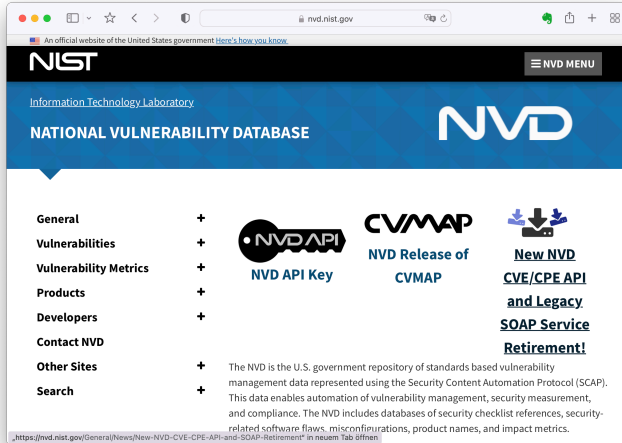 nvd.nist.gov
An official website of the United States government Here's how you know
NIST
NVD MENU
Information Technology Laboratory
NATIONAL VULNERABILITY DATABASE
NVD
General +
Vulnerabilities +
Vulnerability Metrics +
Products +
Developers +
Contact NVD
Other Sites +
Search +
NVD API
NVD API Key
CVMAP
NVD Release of
CVMAP
New NVD
CVE/CPE API
and Legacy
SOAP Service
Retirement!
The NVD is the U.S. government repository of standards based vulnerability
management data represented using the Security Content Automation Protocol (SCAP).
This data enables automation of vulnerability management, security measurement,
and compliance. The NVD includes databases of security checklist references, security-
related software flaws, misconfigurations, product names, and impact metrics.
„https://nvd.nist.gov/General/News/New-NVD-CVE-CPE-API-and-SOAP-Retirement“ in neuem Tab öffnen